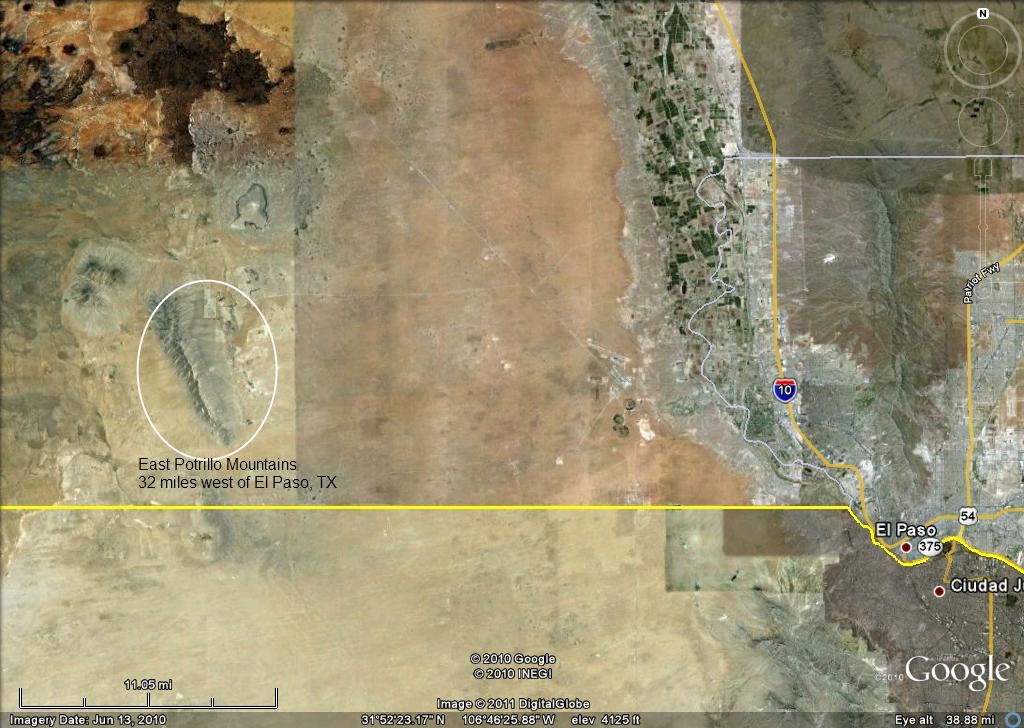 N
Patriot Fwy
10
East Potrillo Mountains
32 miles west of El Paso, TX
54
El Paso
375
Ciudad Ju
©2010 Google
© 2010 Google
© 2010 INEGI
11.05 mi
Image © 2011 DigitalGlobe
Imagery Date: Jun 13, 2010
31°52'23.17" N 106°46'25.88" W elev 4125 ft
Eye alt 38.88 mi